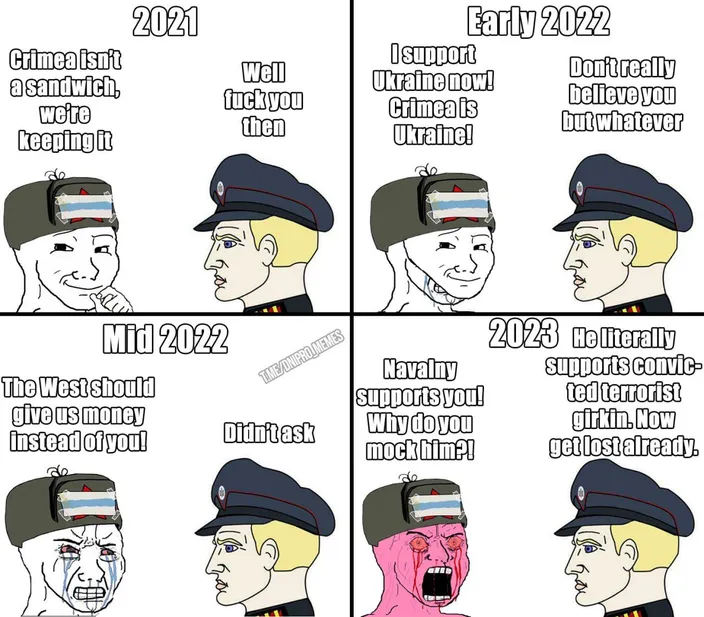 2021
Crimea isn't
a sandwich,
we're
keeping it
Well
fuck you
then
Early 2022
I support
Ukraine now!
Crimea is
Ukraine!
Don't really
believe you
but whatever
Mid 2022
T.ME/DNIPRO_MEMES
The West should
give us money
instead of you!
Didn't ask
2023
Navalny
supports you!
Why do you
mock him?!
He literally
supports convic-
ted terrorist
girkin. Now
get lost already.